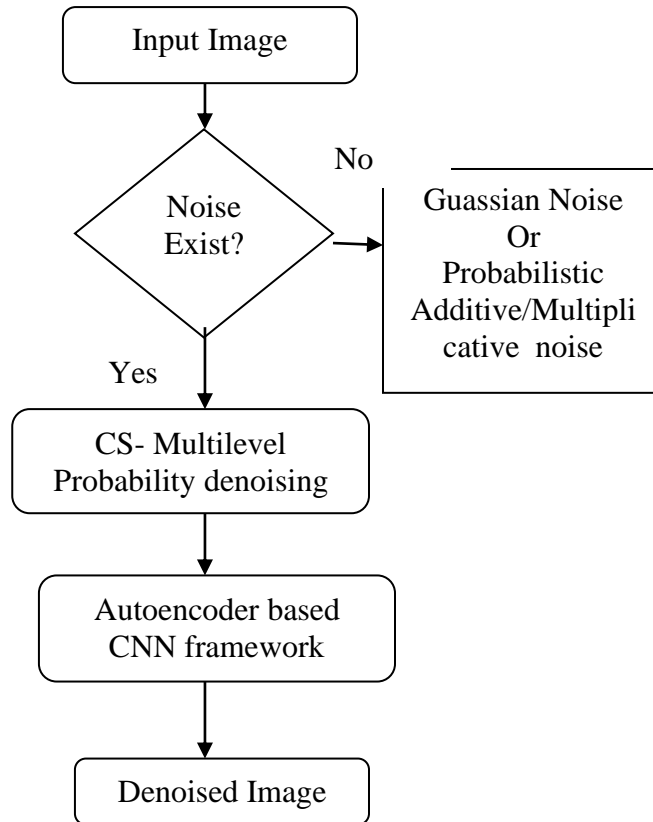 Input Image
No
Noise
Exist?
Guassian Noise
Or
Probabilistic
Additive/Multipli
cative noise
Yes
CS- Multilevel
Probability denoising
Autoencoder based
CNN framework
Denoised Image